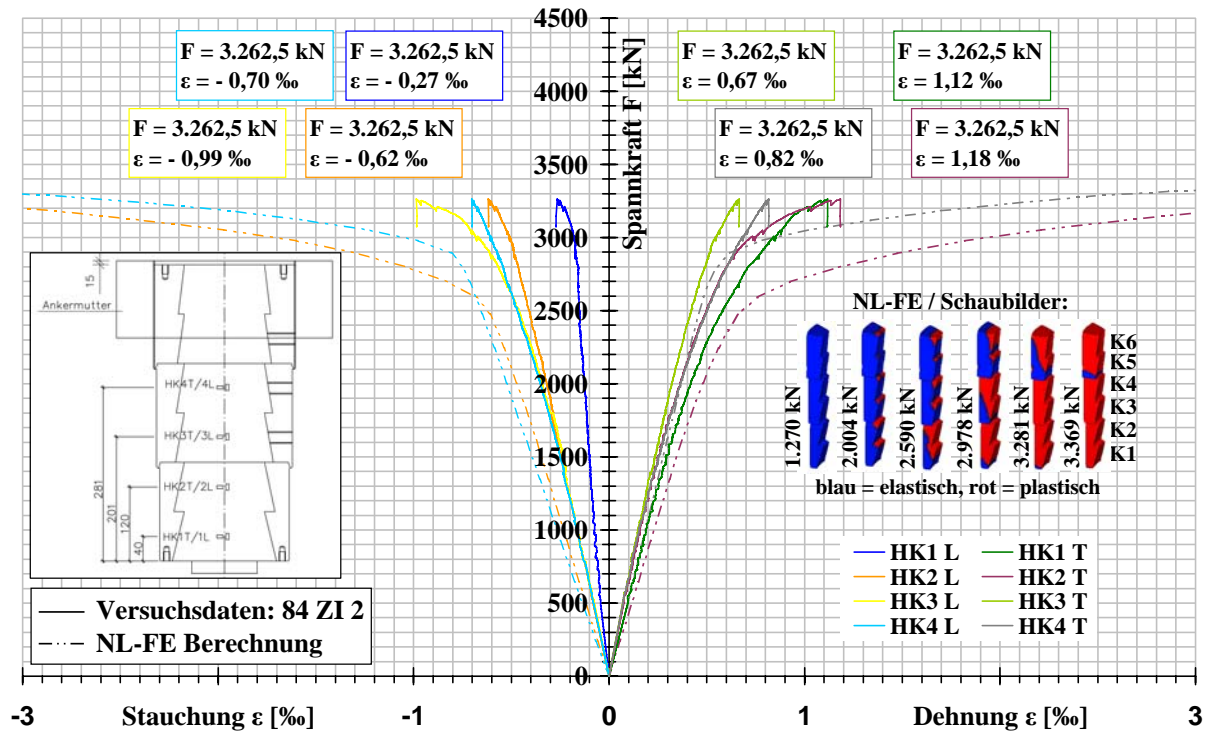 4500
4000
3500
3000
2500
2000
1500
1000
500
0
Spannkraft F [kN]
F = 3.262,5 kN
ε = - 0,70 ‰
F = 3.262,5 kN
ε = - 0,27 ‰
F = 3.262,5 kN
ε = 0,67 ‰
F = 3.262,5 kN
ε = 1,12 ‰
F = 3.262,5 kN
ε = - 0,99 ‰
F = 3.262,5 kN
ε = - 0,62 ‰
F = 3.262,5 kN
ε = 0,82 ‰
F = 3.262,5 kN
ε = 1,18 ‰
15
Ankermutter
HK4T/4L
HK3T/3L
HK2T/2L
HK1T/1L
281
201
120
40
NL-FE / Schaubilder:
1.270 kN
2.004 kN
2.590 kN
2.978 kN
3.281 kN
3.369 kN
K6
K5
K4
K3
K2
K1
blau = elastisch, rot = plastisch
HK1 L
HK1 T
HK2 L
HK2 T
HK3 L
HK3 T
HK4 L
HK4 T
Versuchsdaten: 84 ZI 2
NL-FE Berechnung
-3
Stauchung ε [‰]
-1
0
1
Dehnung ε [‰]
3